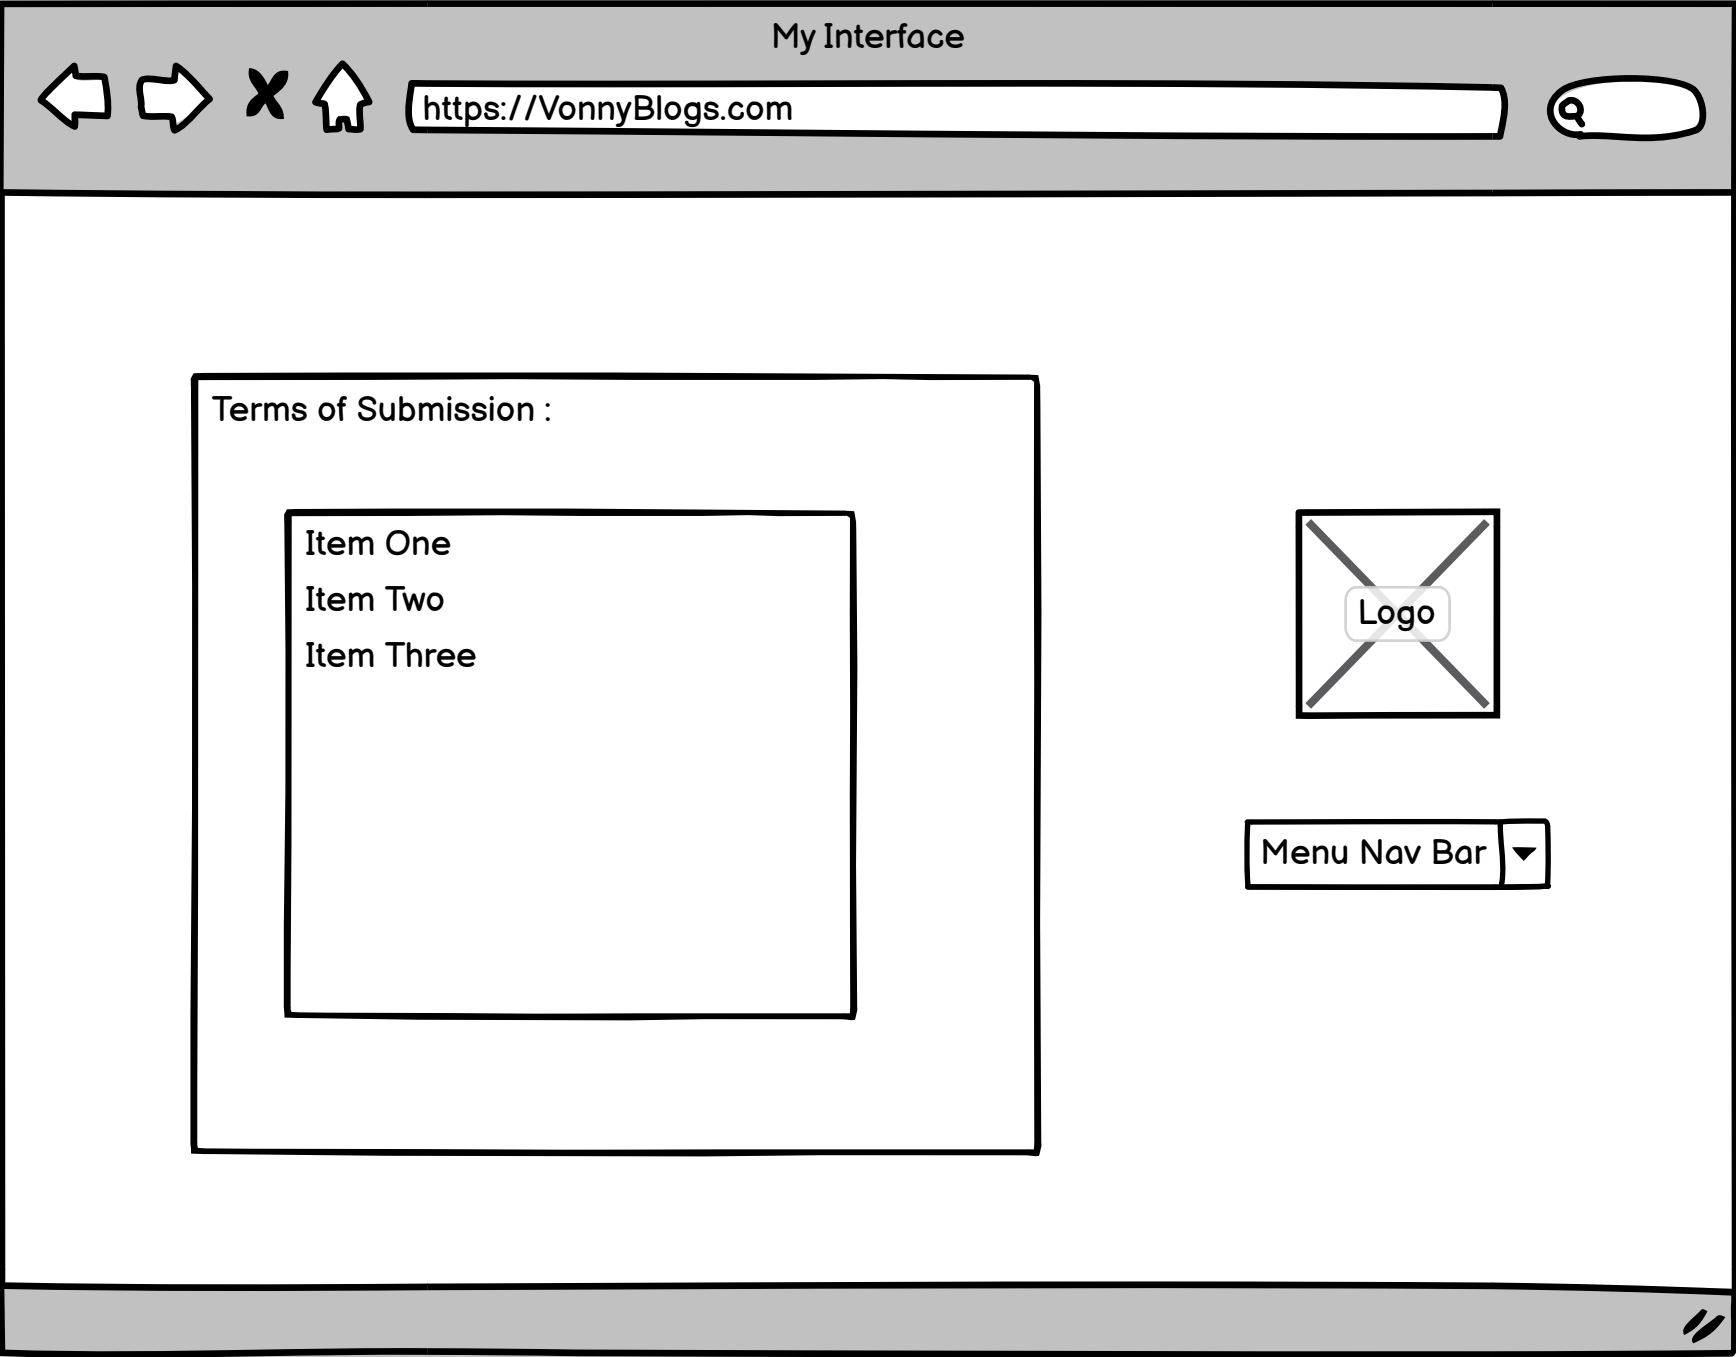 My Interface
https://VonnyBlogs.com
Terms of Submission :
Item One
Item Two
Item Three
Logo
Menu Nav Bar